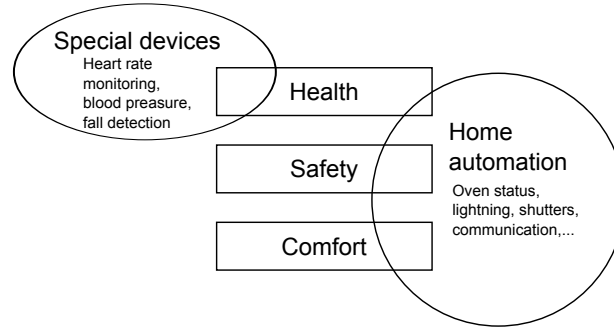 Special devices
Heart rate
monitoring,
blood preasure,
fall detection
Health
Safety
Comfort
Home
automation
Oven status,
lightning, shutters,
communication,...